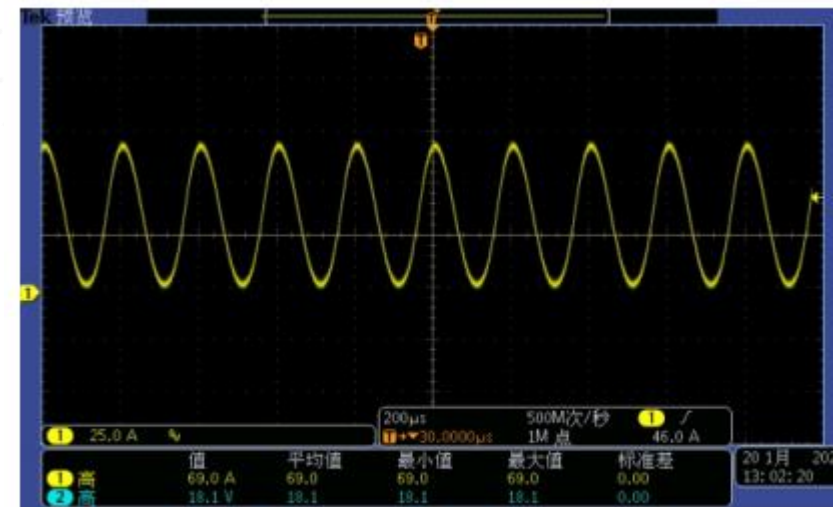 Tek 预览
T
T
1
1 25.0 A
200µs 500M次/秒 1
T→▼30.0000µs 1M 点 46.0 A
值 平均值 最小值 最大值 标准差
1 高 69.0 A 69.0 69.0 69.0 0.00
2 高 18.1 V 18.1 18.1 18.1 0.00
20 1月 202
13:02:20